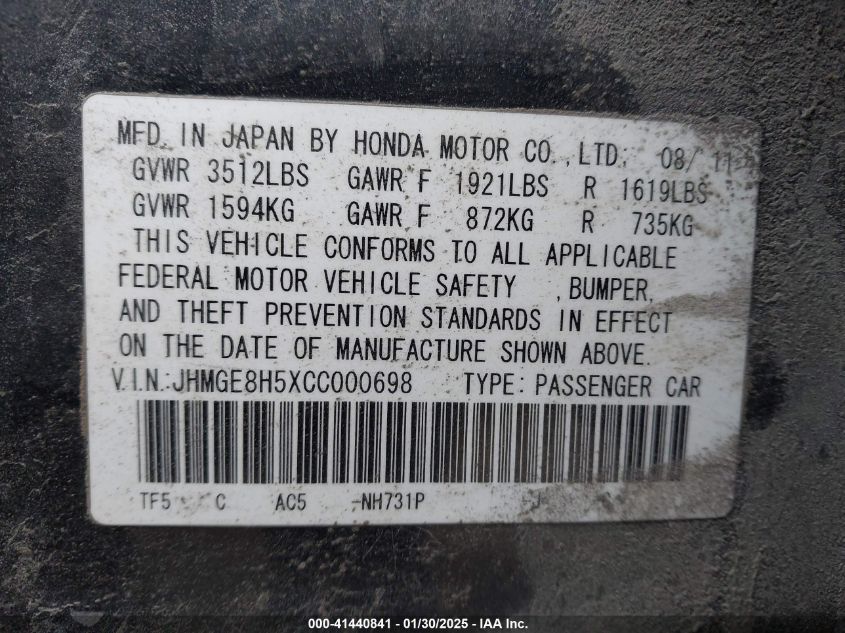 MFD. IN JAPAN BY HONDA MOTOR CO.,LTD. 08/11
GVWR 3512LBS GAWR F 1921LBS R 1619LBS
GVWR 1594KG GAWR F 872KG R 735KG
THIS VEHICLE CONFORMS TO ALL APPLICABLE
FEDERAL MOTOR VEHICLE SAFETY ,BUMPER,
AND THEFT PREVENTION STANDARDS IN EFFECT
ON THE DATE OF MANUFACTURE SHOWN ABOVE.
V.I.N.:JHMGE8H5XCC000698 TYPE:PASSENGER CAR
TF5 C AC5 -NH731P J
000-41440841 - 01/30/2025 - IAA Inc.